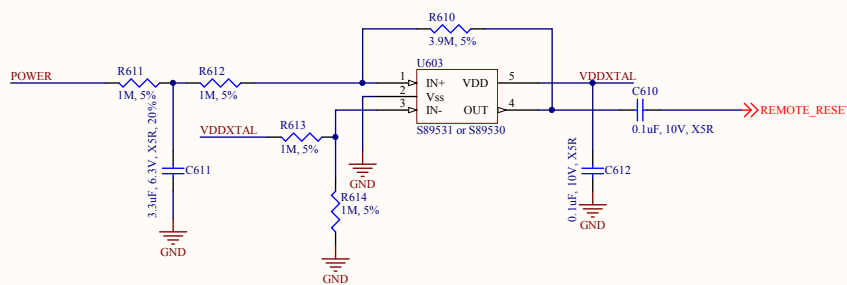 R610
3.9M, 5%
U603
POWER
R611
1M, 5%
R612
1M, 5%
1
IN+
VDD
5
VDDXTAL
2
Vss
3
IN-
OUT
4
S89531 or S89530
C610
0.1uF, 10V, X5R
REMOTE_RESET
VDDXTAL
R613
1M, 5%
C611
3.3uF, 6.3V, X5R, 20%
GND
R614
1M, 5%
C612
0.1uF, 10V, X5R
GND
GND
GND